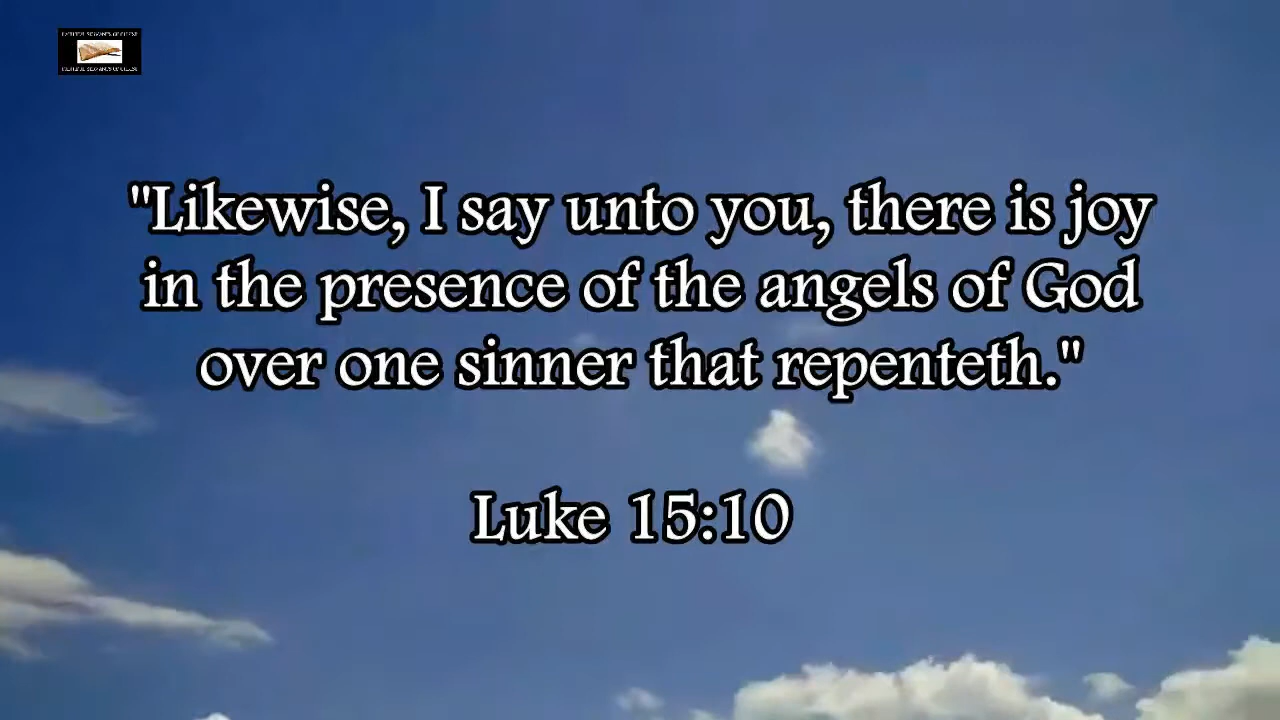 "Likewise, I say unto you, there is joy
in the presence of the angels of God
over one sinner that repenteth."
Luke 15:10